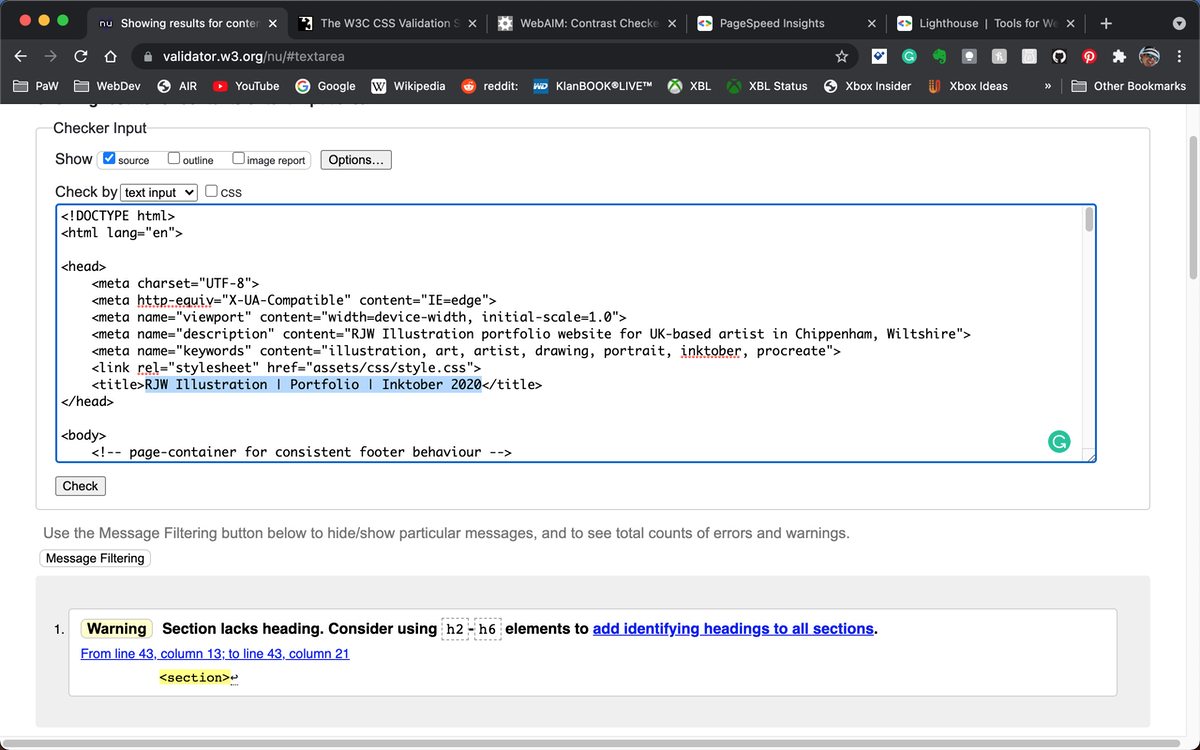 nu Showing results for conten
The W3C CSS Validation S
WebAIM: Contrast Checke
PageSpeed Insights
Lighthouse | Tools for We
validator.w3.org/nu/#textarea
PaW WebDev AIR YouTube Google W Wikipedia reddit: WD KlanBOOK®LIVE™ XBL XBL Status Xbox Insider Xbox Ideas » Other Bookmarks
Checker Input
Show source outline image report Options...
Check by text input css
<!DOCTYPE html>
<html lang="en">
<head>
<meta charset="UTF-8">
<meta http-equiv="X-UA-Compatible" content="IE=edge">
<meta name="viewport" content="width=device-width, initial-scale=1.0">
<meta name="description" content="RJW Illustration portfolio website for UK-based artist in Chippenham, Wiltshire">
<meta name="keywords" content="illustration, art, artist, drawing, portrait, inktober, procreate">
<link rel="stylesheet" href="assets/css/style.css">
<title>RJW Illustration | Portfolio | Inktober 2020</title>
</head>
<body>
<!-- page-container for consistent footer behaviour -->
Check
Use the Message Filtering button below to hide/show particular messages, and to see total counts of errors and warnings.
Message Filtering
1. Warning Section lacks heading. Consider using h2-h6 elements to add identifying headings to all sections.
From line 43, column 13; to line 43, column 21
<section>↩